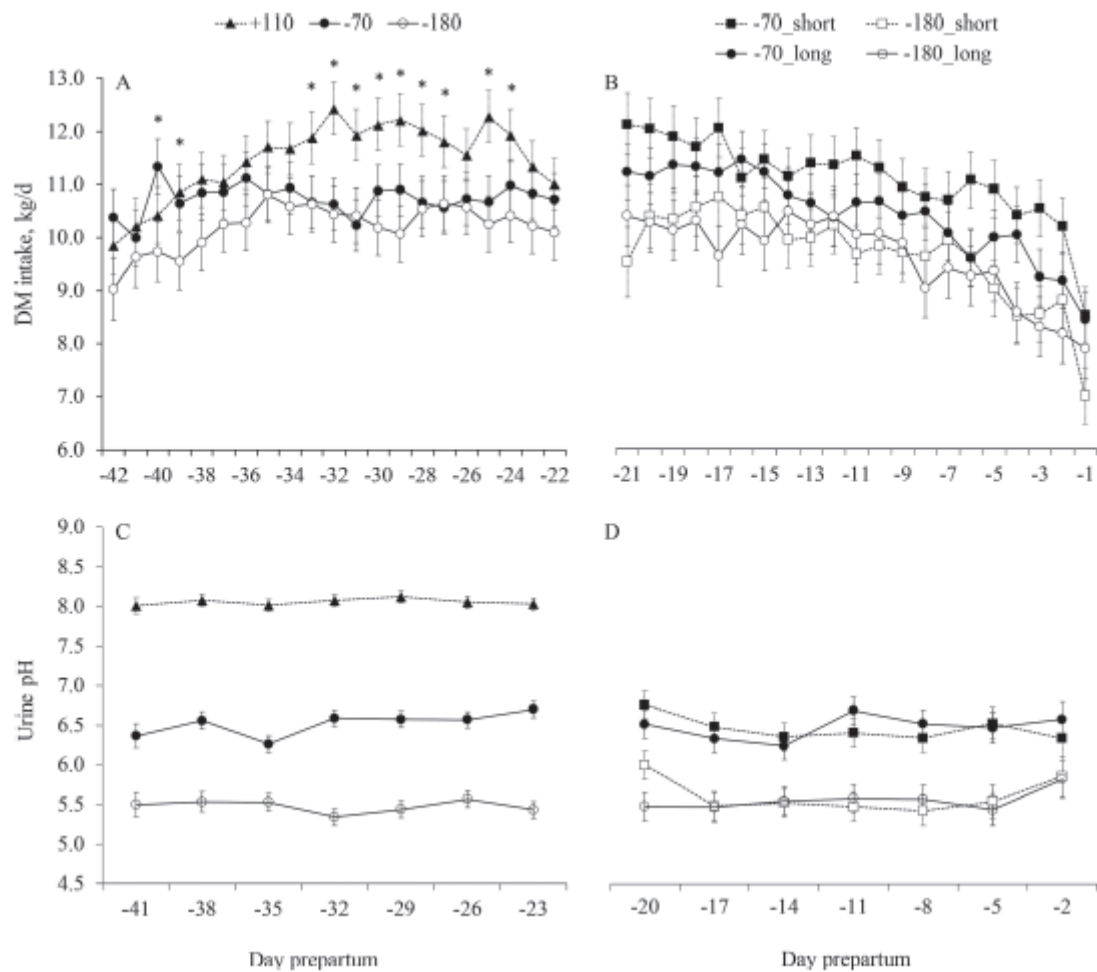 +110 -70 -180
-70_short -180_short
-70_long -180_long
A
B
* * * * * * * * * * *
13.0
12.0
11.0
10.0
9.0
8.0
7.0
6.0
DM intake, kg/d
-42 -40 -38 -36 -34 -32 -30 -28 -26 -24 -22
-21 -19 -17 -15 -13 -11 -9 -7 -5 -3 -1
C
D
9.0
8.5
8.0
7.5
7.0
6.5
6.0
5.5
5.0
4.5
Urine pH
-41 -38 -35 -32 -29 -26 -23
-20 -17 -14 -11 -8 -5 -2
Day prepartum
Day prepartum